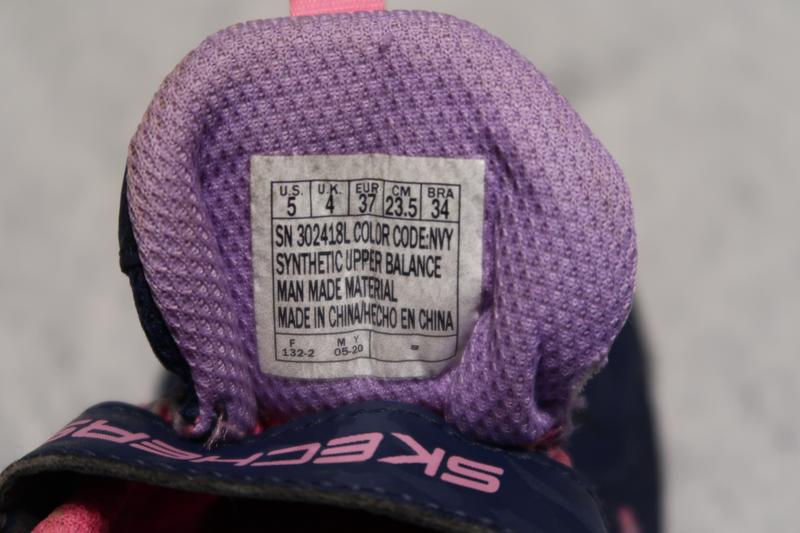 U.S. U.K. EUR CM BRA
5 4 37 23.5 34
SN 302418L COLOR CODE:NVY
SYNTHETIC UPPER BALANCE
MAN MADE MATERIAL
MADE IN CHINA/HECHO EN CHINA
F M Y
132-2 05-20
SKECHERS